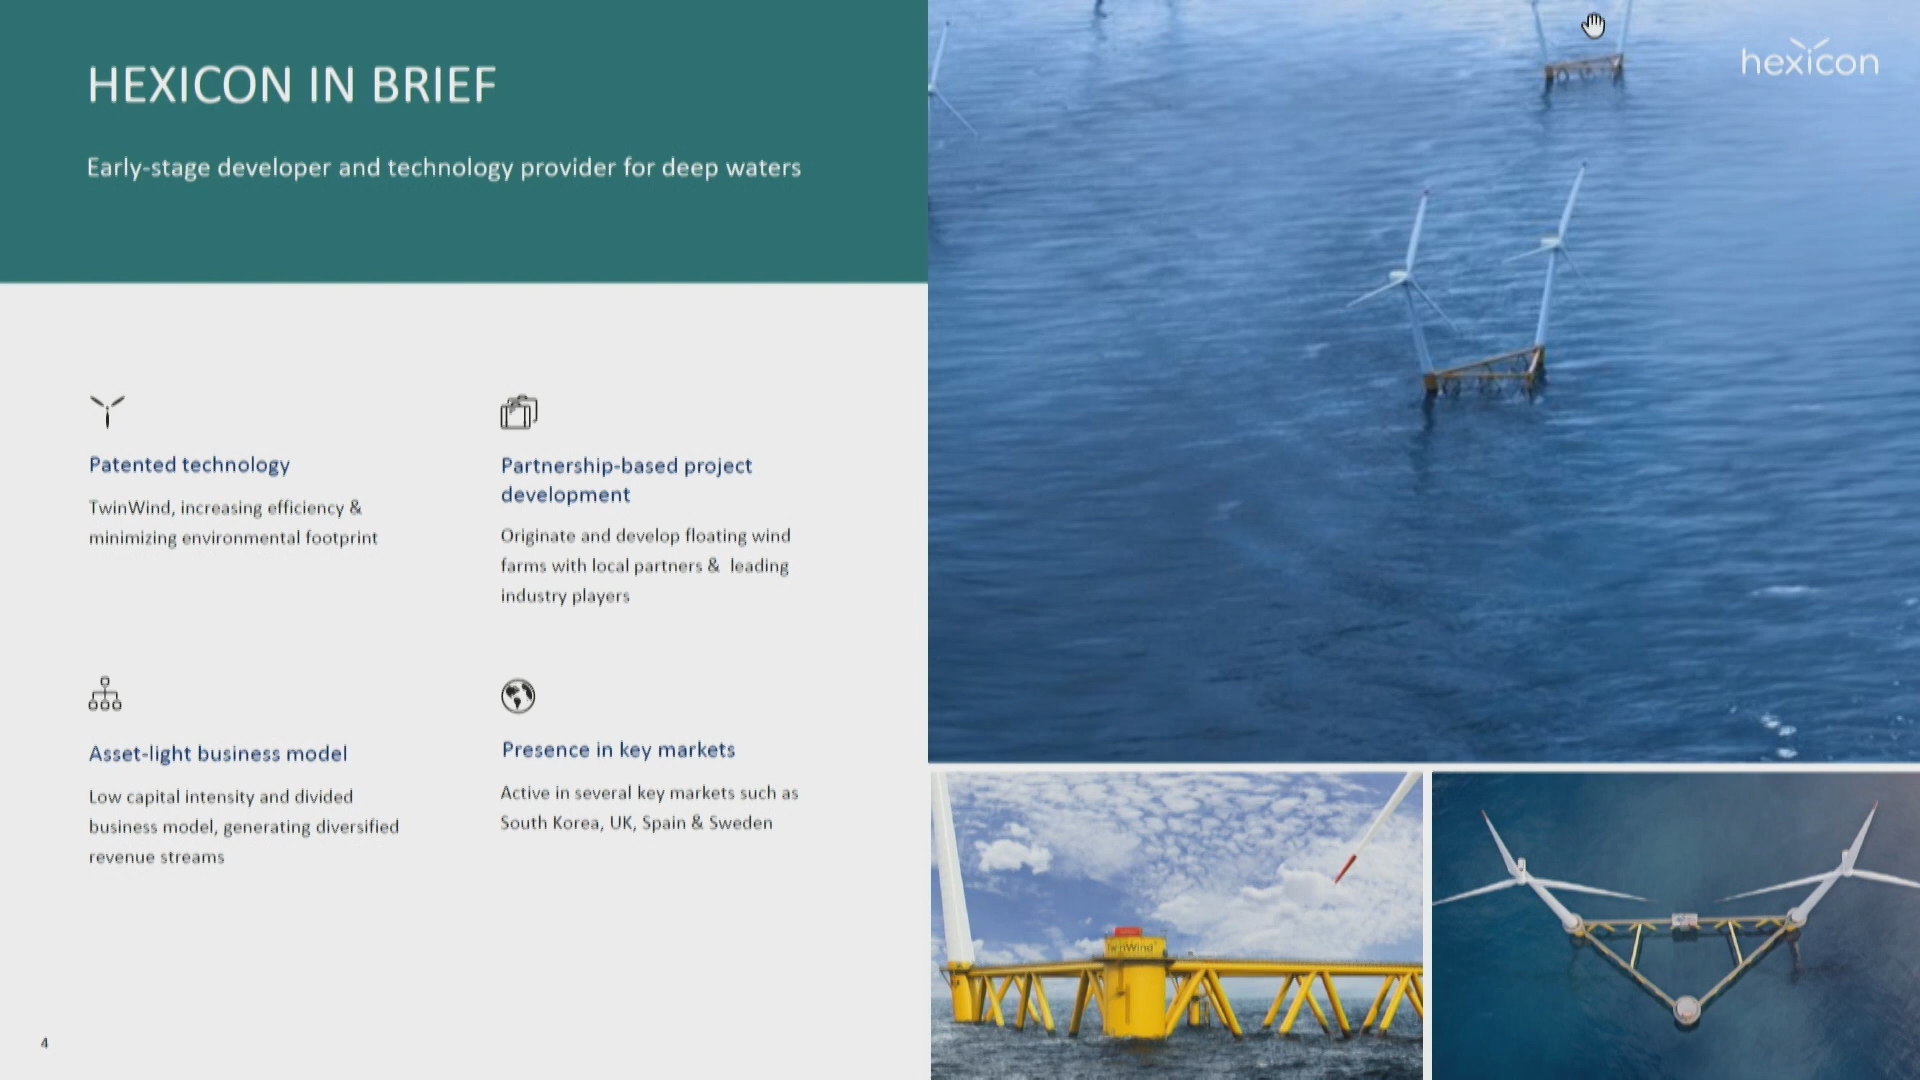 HEXICON IN BRIEF
Early-stage developer and technology provider for deep waters
hexicon
Patented technology
TwinWind, increasing efficiency &
minimizing environmental footprint
Partnership-based project
development
Originate and develop floating wind
farms with local partners &  leading
industry players
Asset-light business model
Low capital intensity and divided
business model, generating diversified
revenue streams
Presence in key markets
Active in several key markets such as
South Korea, UK, Spain & Sweden
TwinWind
4